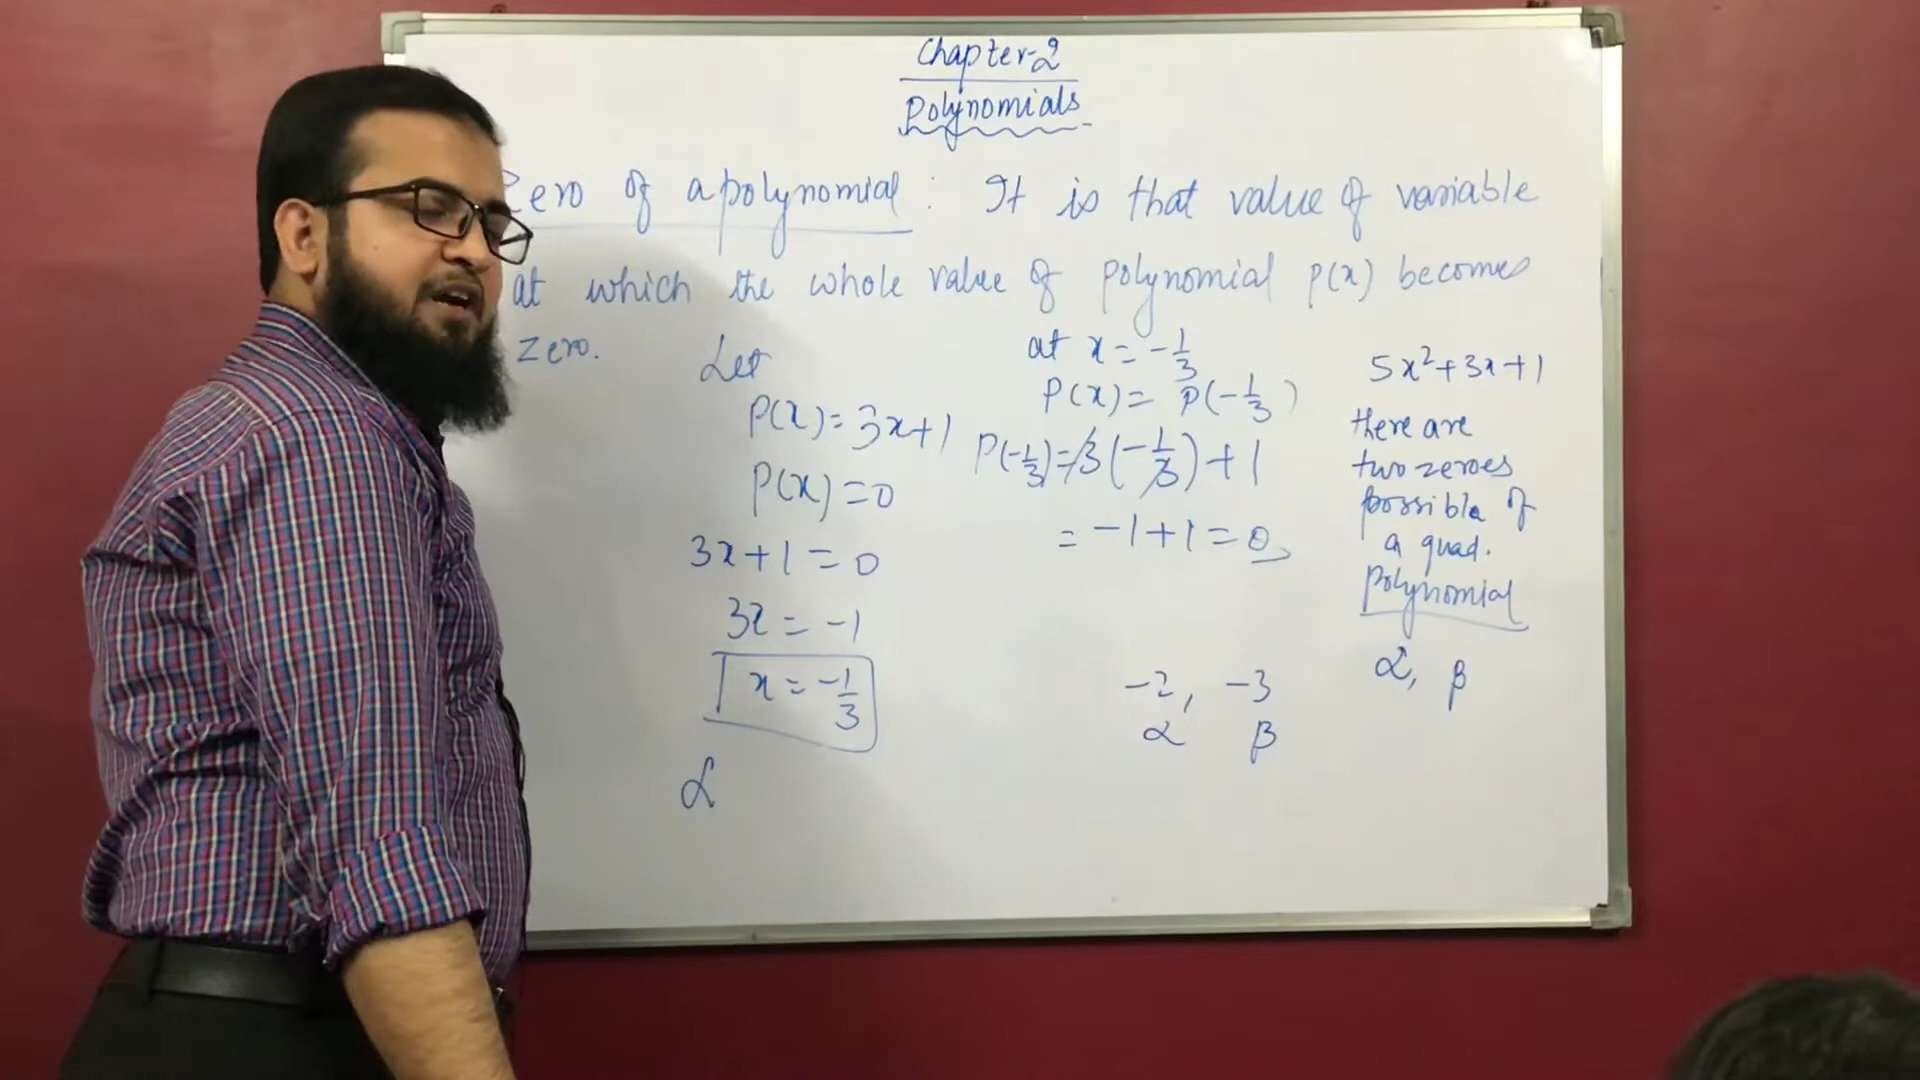 Chapter-2
Polynomials
Zero of a polynomial : It is that value of variable
at which the whole value of polynomial p(x) becomes
zero.
Let
P(x) = 3x+1
P(x) = 0
3x+1 = 0
3x = -1
x = -1/3
α
at x = -1/3
P(x) = P(-1/3)
P(-1/3) = 3(-1/3) + 1
= -1+1 = 0
-2, -3
α β
5x²+3x+1
there are
two zeroes
possible of
a quad.
polynomial
α, β